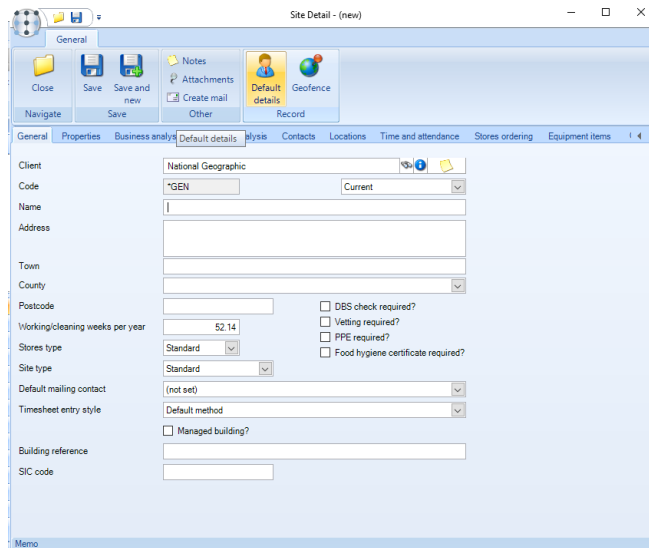 Site Detail - (new)
General
Close
Save
Save and new
Notes
Attachments
Create mail
Default details
Geofence
Navigate
Save
Other
Record
General Properties Business analys Default details alysis Contacts Locations Time and attendance Stores ordering Equipment items
Client National Geographic
Code *GEN Current
Name
Address
Town
County
Postcode DBS check required?
Working/cleaning weeks per year 52.14 Vetting required?
PPE required?
Stores type Standard Food hygiene certificate required?
Site type Standard
Default mailing contact (not set)
Timesheet entry style Default method
Managed building?
Building reference
SIC code
Memo